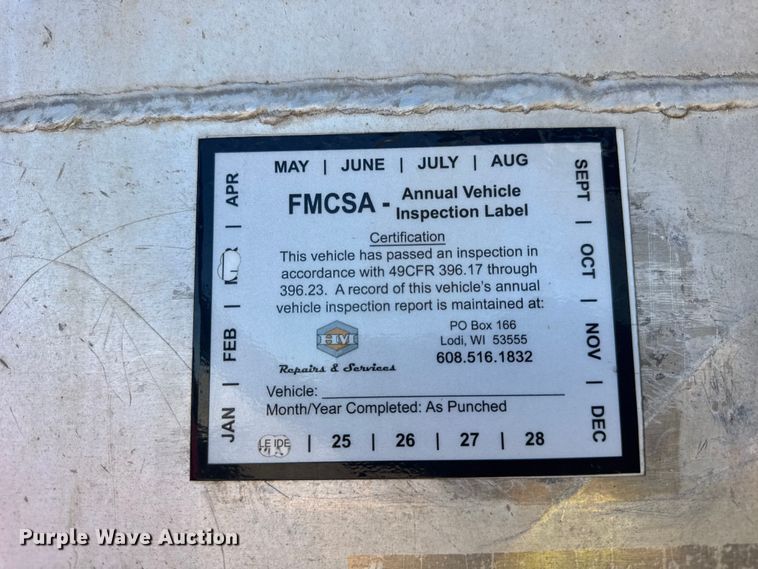 MAY | JUNE | JULY | AUG
JAN | FEB | | APR
SEPT | OCT | NOV | DEC
FMCSA - Annual Vehicle
Inspection Label
Certification
This vehicle has passed an inspection in
accordance with 49CFR 396.17 through
396.23. A record of this vehicle's annual
vehicle inspection report is maintained at:
HM
Repairs & Services
PO Box 166
Lodi, WI 53555
608.516.1832
Vehicle:
Month/Year Completed: As Punched
| 25 | 26 | 27 | 28
Purple Wave Auction